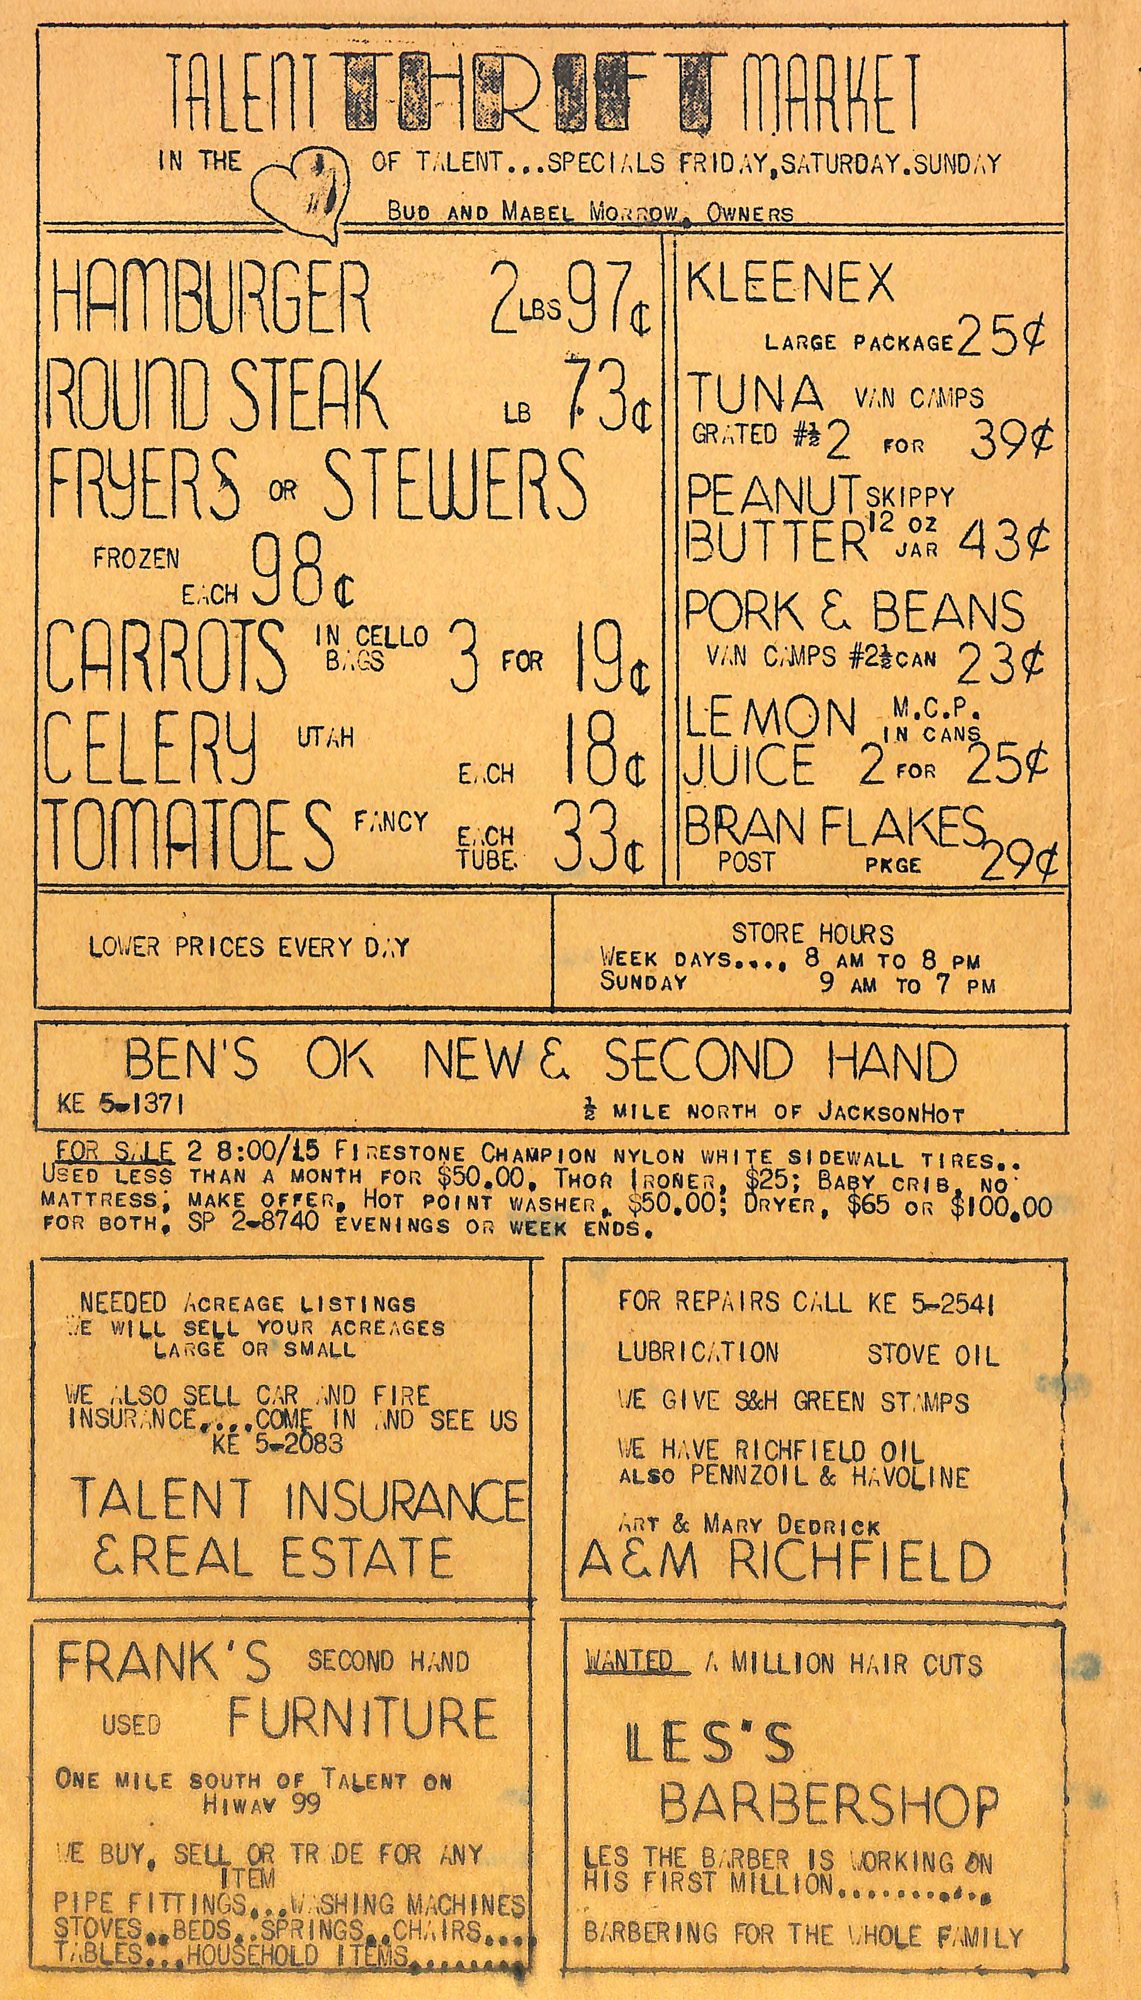 TALENT THRIFT MARKET
IN THE OF TALENT...SPECIALS FRIDAY,SATURDAY.SUNDAY
BUD AND MABEL MORROW, OWNERS
HAMBURGER 2 LBS 97¢
ROUND STEAK LB 73¢
FRYERS OR STEWERS
FROZEN
EACH 98¢
CARROTS IN CELLO BAGS 3 FOR 19¢
CELERY UTAH EACH 18¢
TOMATOES FANCY EACH TUBE 33¢
KLEENEX
LARGE PACKAGE 25¢
TUNA VAN CAMPS
GRATED #½ 2 FOR 39¢
PEANUT SKIPPY
BUTTER 12 OZ JAR 43¢
PORK & BEANS
VAN CAMPS #2½ CAN 23¢
LEMON M.C.P.
IN CANS
JUICE 2 FOR 25¢
BRAN FLAKES
POST PKGE 29¢
LOWER PRICES EVERY DAY
STORE HOURS
WEEK DAYS.... 8 AM TO 8 PM
SUNDAY 9 AM TO 7 PM
BEN'S OK NEW & SECOND HAND
KE 5-1371 ½ MILE NORTH OF JACKSONHOT
FOR SALE 2 8:00/15 FIRESTONE CHAMPION NYLON WHITE SIDEWALL TIRES..
USED LESS THAN A MONTH FOR $50.00, THOR IRONER, $25; BABY CRIB, NO
MATTRESS; MAKE OFFER, HOT POINT WASHER, $50.00; DRYER, $65 OR $100.00
FOR BOTH, SP 2-8740 EVENINGS OR WEEK ENDS.
NEEDED ACREAGE LISTINGS
WE WILL SELL YOUR ACREAGES
LARGE OR SMALL
WE ALSO SELL CAR AND FIRE
INSURANCE....COME IN AND SEE US
KE 5-2083
TALENT INSURANCE
& REAL ESTATE
FOR REPAIRS CALL KE 5-2541
LUBRICATION STOVE OIL
WE GIVE S&H GREEN STAMPS
WE HAVE RICHFIELD OIL
ALSO PENNZOIL & HAVOLINE
ART & MARY DEDRICK
A&M RICHFIELD
FRANK'S SECOND HAND
USED FURNITURE
ONE MILE SOUTH OF TALENT ON
HIWAY 99
WE BUY, SELL OR TRADE FOR ANY
ITEM
PIPE FITTINGS...WASHING MACHINES
STOVES..BEDS..SPRINGS..CHAIRS....
TABLES...HOUSEHOLD ITEMS.........
WANTED A MILLION HAIR CUTS
LES'S
BARBERSHOP
LES THE BARBER IS WORKING ON
HIS FIRST MILLION...........
BARBERING FOR THE WHOLE FAMILY